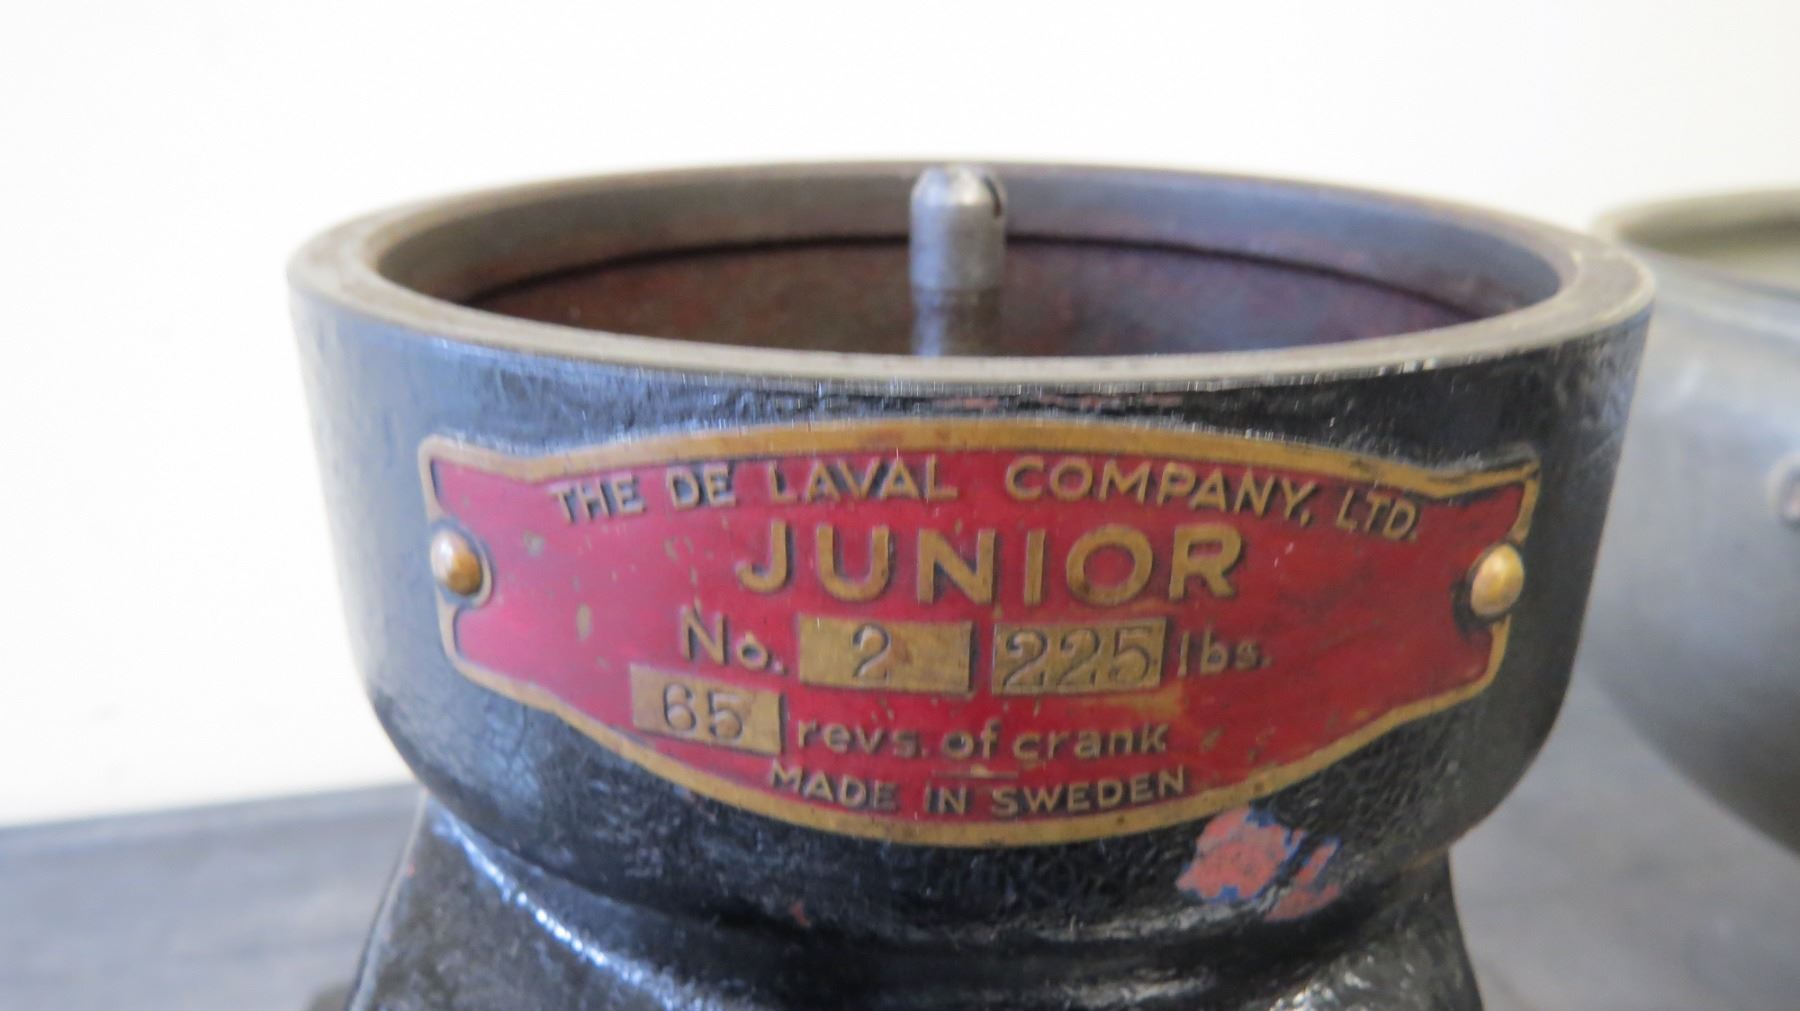 THE DE LAVAL COMPANY, LTD.
JUNIOR
No. 2 225 lbs.
65 revs. of crank
MADE IN SWEDEN